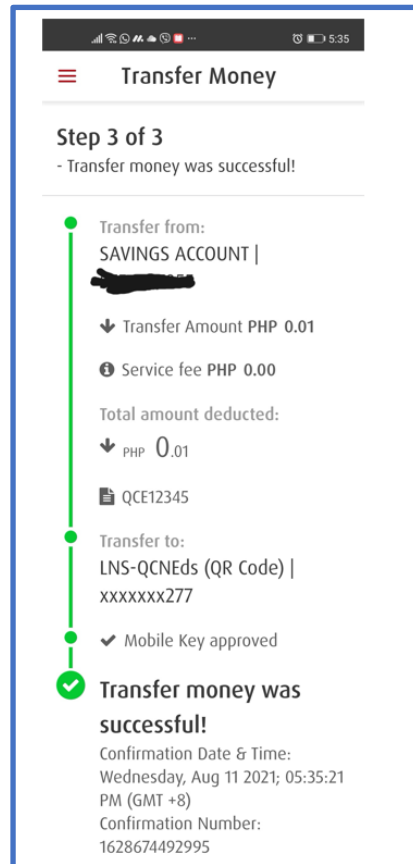 5:35
Transfer Money
Step 3 of 3
- Transfer money was successful!
Transfer from:
SAVINGS ACCOUNT |
Transfer Amount PHP 0.01
Service fee PHP 0.00
Total amount deducted:
PHP 0.01
QCE12345
Transfer to:
LNS-QCNEds (QR Code) |
xxxxxxx277
Mobile Key approved
Transfer money was
successful!
Confirmation Date & Time:
Wednesday, Aug 11 2021; 05:35:21
PM (GMT +8)
Confirmation Number:
1628674492995